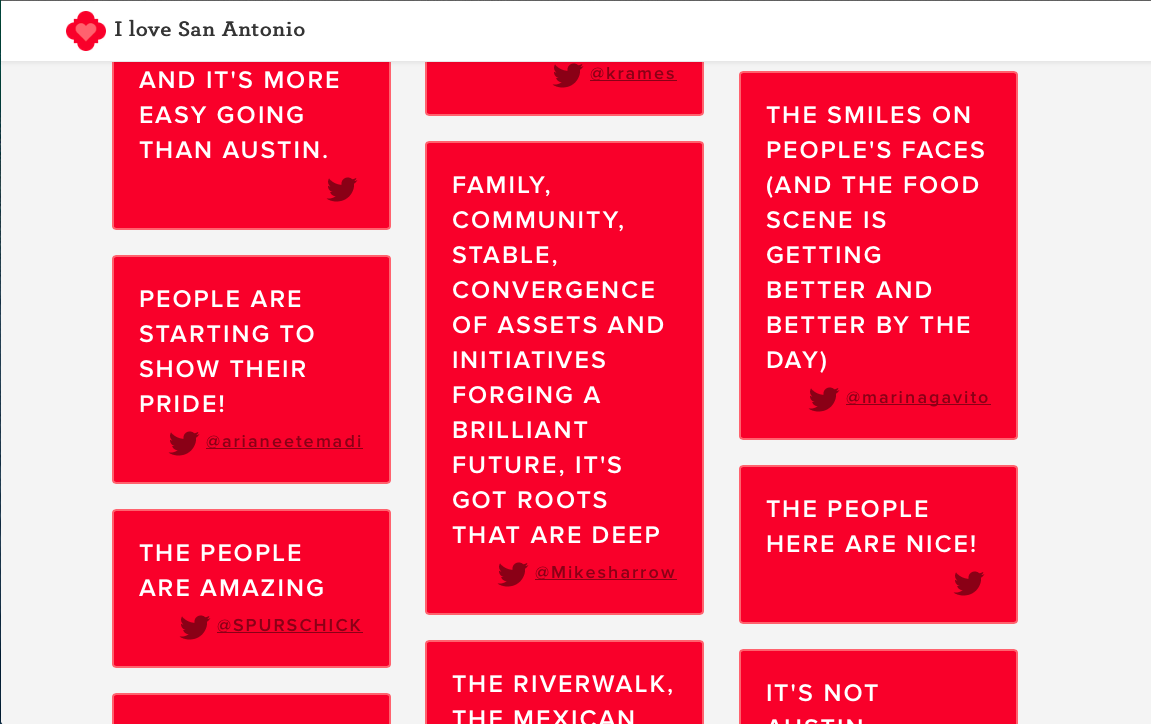 I love San Antonio
AND IT'S MORE
EASY GOING
THAN AUSTIN.
PEOPLE ARE
STARTING TO
SHOW THEIR
PRIDE!
@arianeetemadi
THE PEOPLE
ARE AMAZING
@SPURSCHICK
@krames
FAMILY,
COMMUNITY,
STABLE,
CONVERGENCE
OF ASSETS AND
INITIATIVES
FORGING A
BRILLIANT
FUTURE, IT'S
GOT ROOTS
THAT ARE DEEP
@Mikesharrow
THE RIVERWALK,
THE MEXICAN
THE SMILES ON
PEOPLE'S FACES
(AND THE FOOD
SCENE IS
GETTING
BETTER AND
BETTER BY THE
DAY)
@marinagavito
THE PEOPLE
HERE ARE NICE!
IT'S NOT
AUSTIN